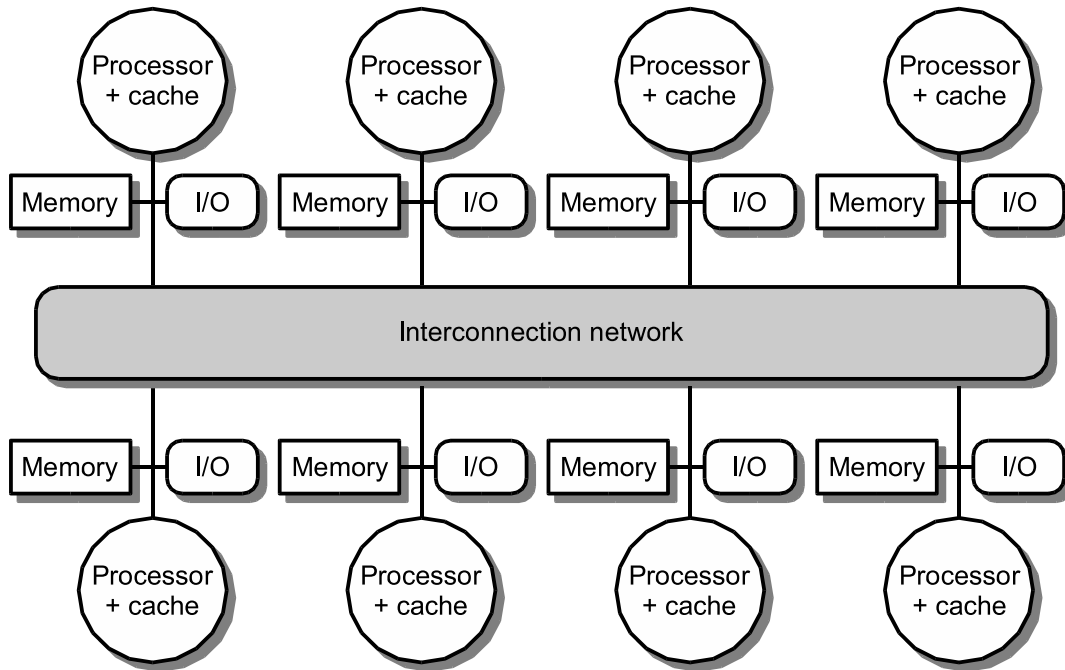 Processor
+ cache
Processor
+ cache
Processor
+ cache
Processor
+ cache
Memory
I/O
Memory
I/O
Memory
I/O
Memory
I/O
Interconnection network
Memory
I/O
Memory
I/O
Memory
I/O
Memory
I/O
Processor
+ cache
Processor
+ cache
Processor
+ cache
Processor
+ cache